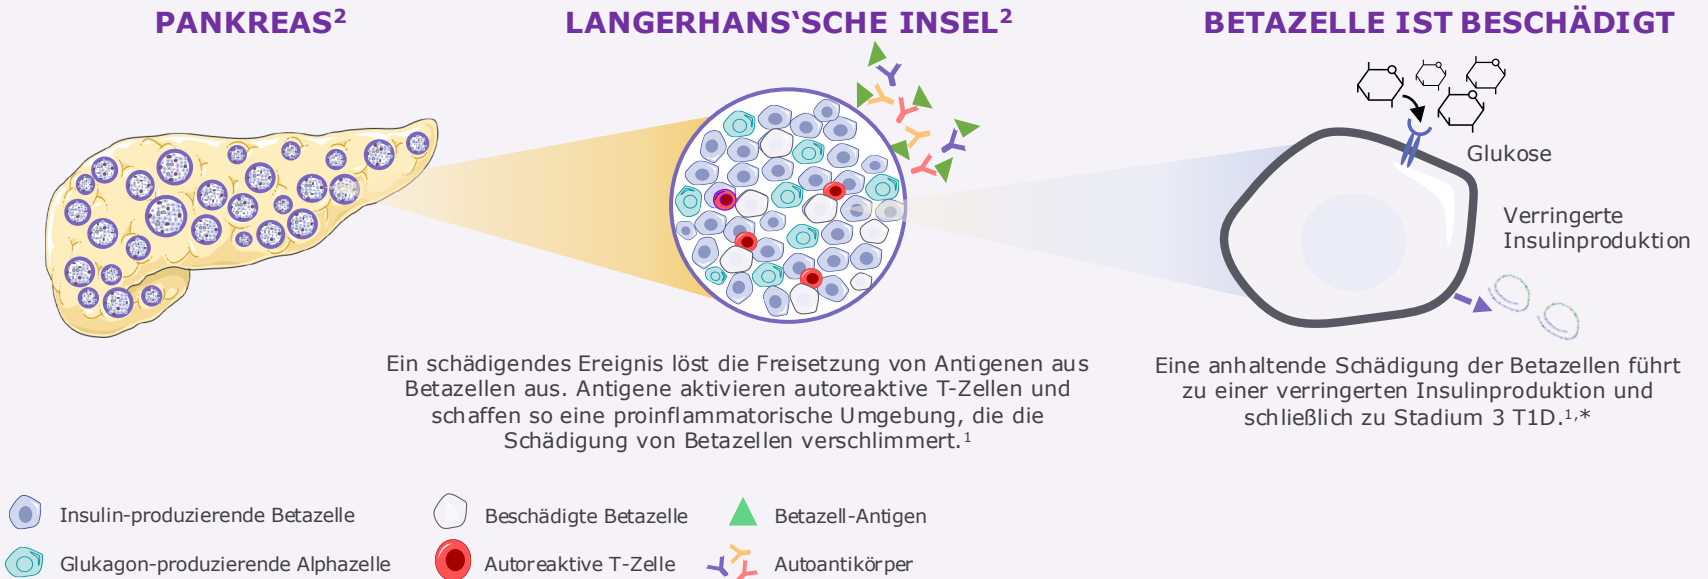 PANKREAS²
LANGERHANS‘SCHE INSEL²
BETAZELLE IST BESCHÄDIGT
Glukose
Verringerte
Insulinproduktion
Ein schädigendes Ereignis löst die Freisetzung von Antigenen aus
Betazellen aus. Antigene aktivieren autoreaktive T-Zellen und
schaffen so eine proinflammatorische Umgebung, die die
Schädigung von Betazellen verschlimmert.¹
Eine anhaltende Schädigung der Betazellen führt
zu einer verringerten Insulinproduktion und
schließlich zu Stadium 3 T1D.¹,*
Insulin-produzierende Betazelle
Beschädigte Betazelle
Betazell-Antigen
Glukagon-produzierende Alphazelle
Autoreaktive T-Zelle
Autoantikörper